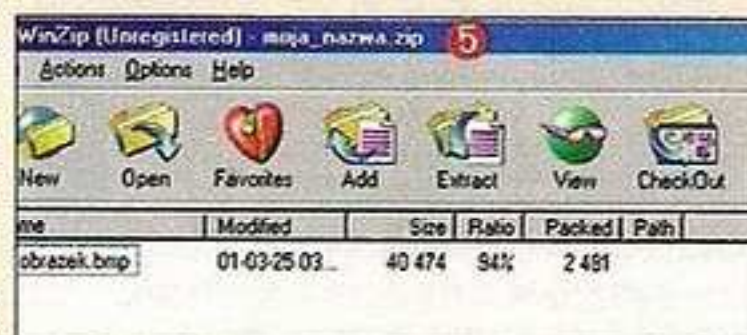 WinZip (Unregistered) - moja_nazwa.zip 5
Actions Options Help
New Open Favorites Add Extract View CheckOut
me Modified Size Ratio Packed Path
obrazek.bmp 01-03-25 03... 40 474 94% 2 491